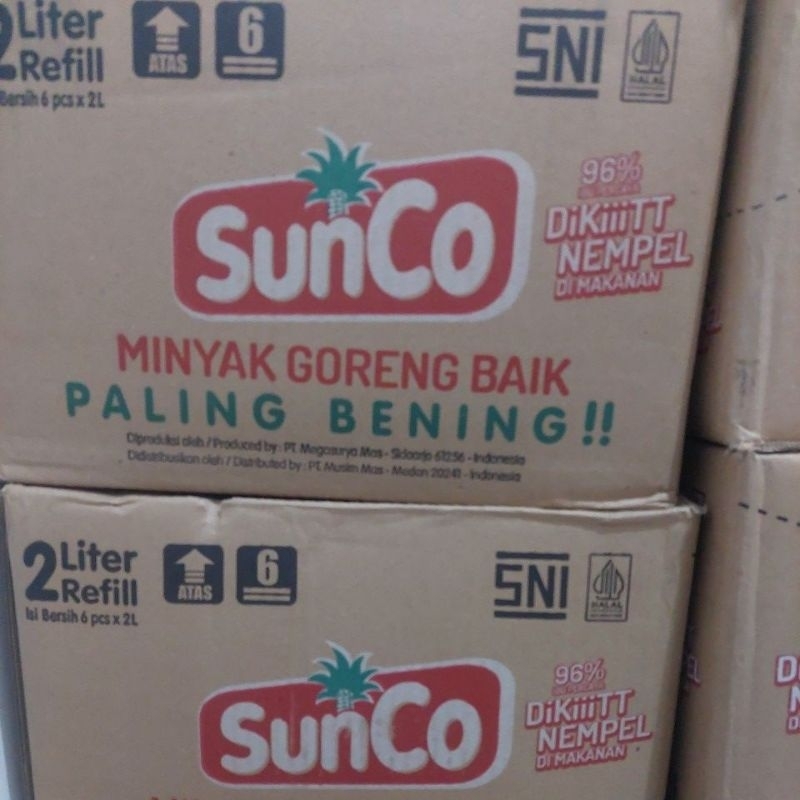 2 Liter
Refill
Bersih 6 pcs x 2L
ATAS
6
SNI
HALAL
SunCo
96%
DiKiiiTT
NEMPEL
DI MAKANAN
MINYAK GORENG BAIK
PALING BENING!!
Diproduksi oleh / Produced by : PT. Megasurya Mas - Sidoarjo 61256 - Indonesia
Didistribusikan oleh / Distributed by : PT. Musim Mas - Medan 20241 - Indonesia
2 Liter
Refill
Isi Bersih 6 pcs x 2L
ATAS
6
SNI
HALAL
SunCo
96%
DiKiiiTT
NEMPEL
DI MAKANAN